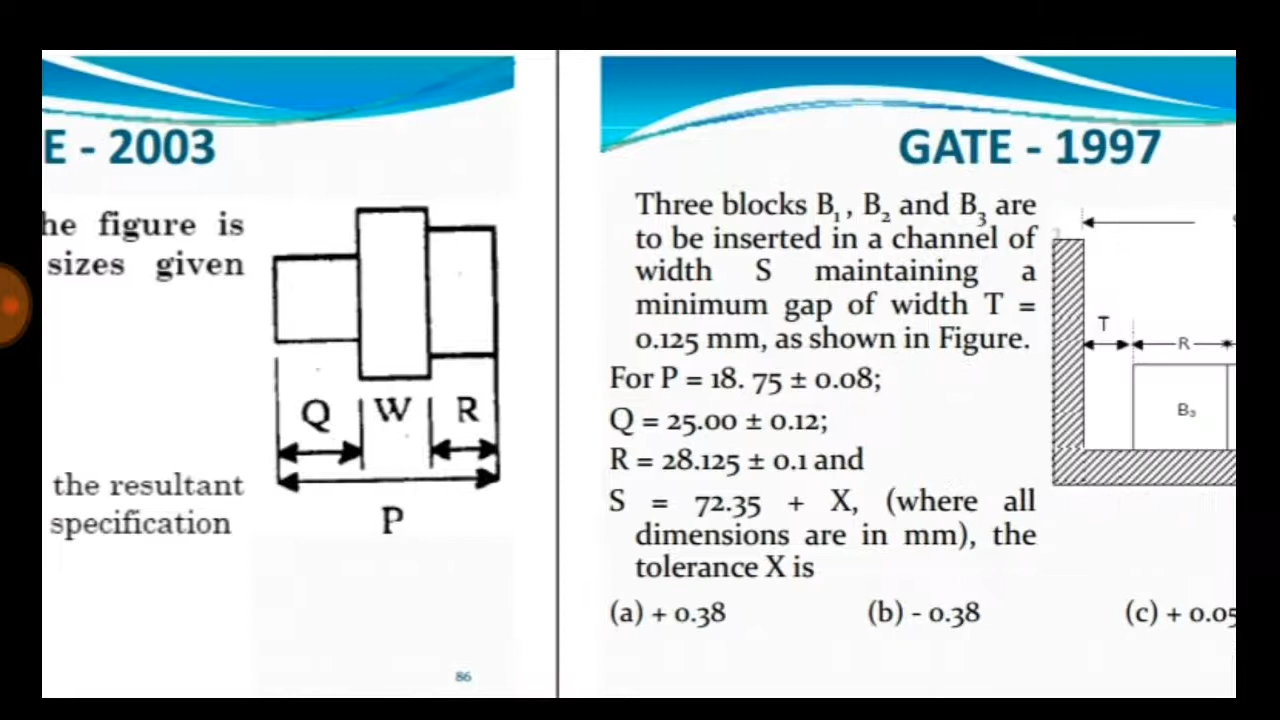 E - 2003
he figure is
sizes given
Q W R
P
the resultant
specification
86
GATE - 1997
Three blocks B₁, B₂ and B₃ are
to be inserted in a channel of
width S maintaining a
minimum gap of width T =
0.125 mm, as shown in Figure.
For P = 18. 75 ± 0.08;
Q = 25.00 ± 0.12;
R = 28.125 ± 0.1 and
S = 72.35 + X, (where all
dimensions are in mm), the
tolerance X is
(a) + 0.38 (b) - 0.38 (c) + 0.05
T
R
B₃